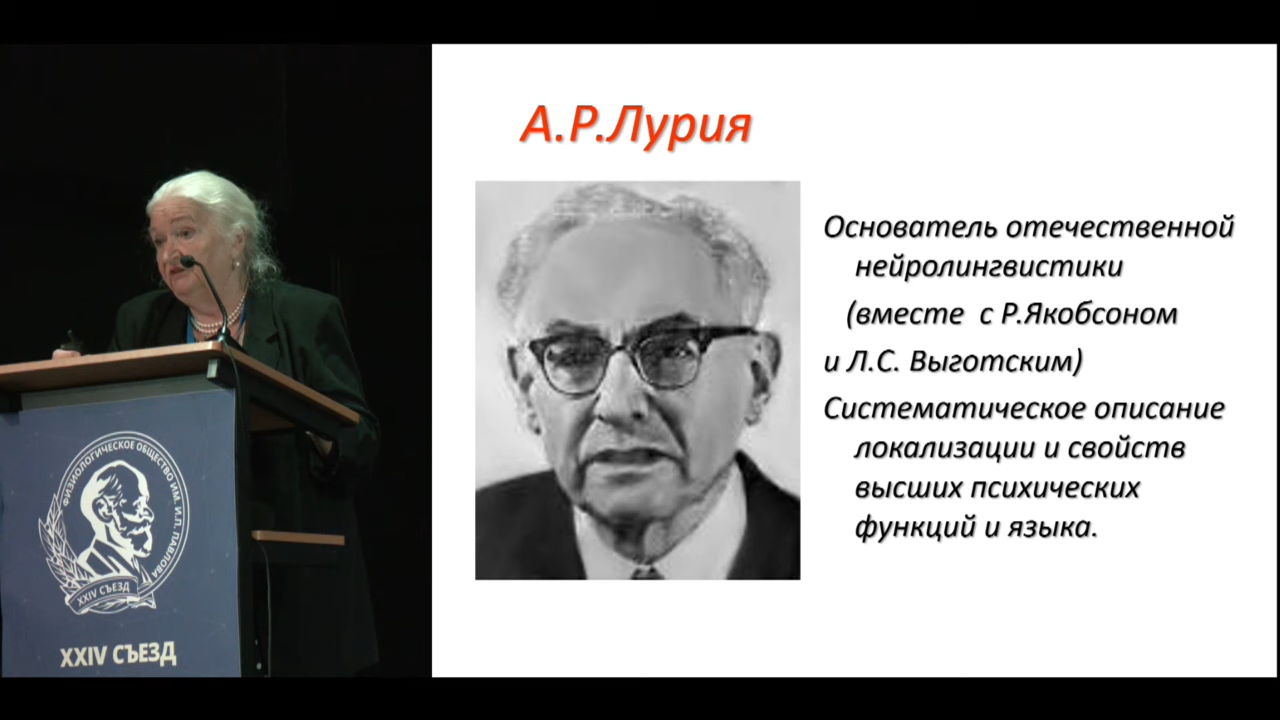 А.Р.Лурия
Основатель отечественной
нейролингвистики
(вместе с Р.Якобсоном
и Л.С. Выготским)
Систематическое описание
локализации и свойств
высших психических
функций и языка.
ФИЗИОЛОГИЧЕСКОЕ ОБЩЕСТВО ИМ. И.П. ПАВЛОВА
XXIV СЪЕЗД
XXIV СЪЕЗД